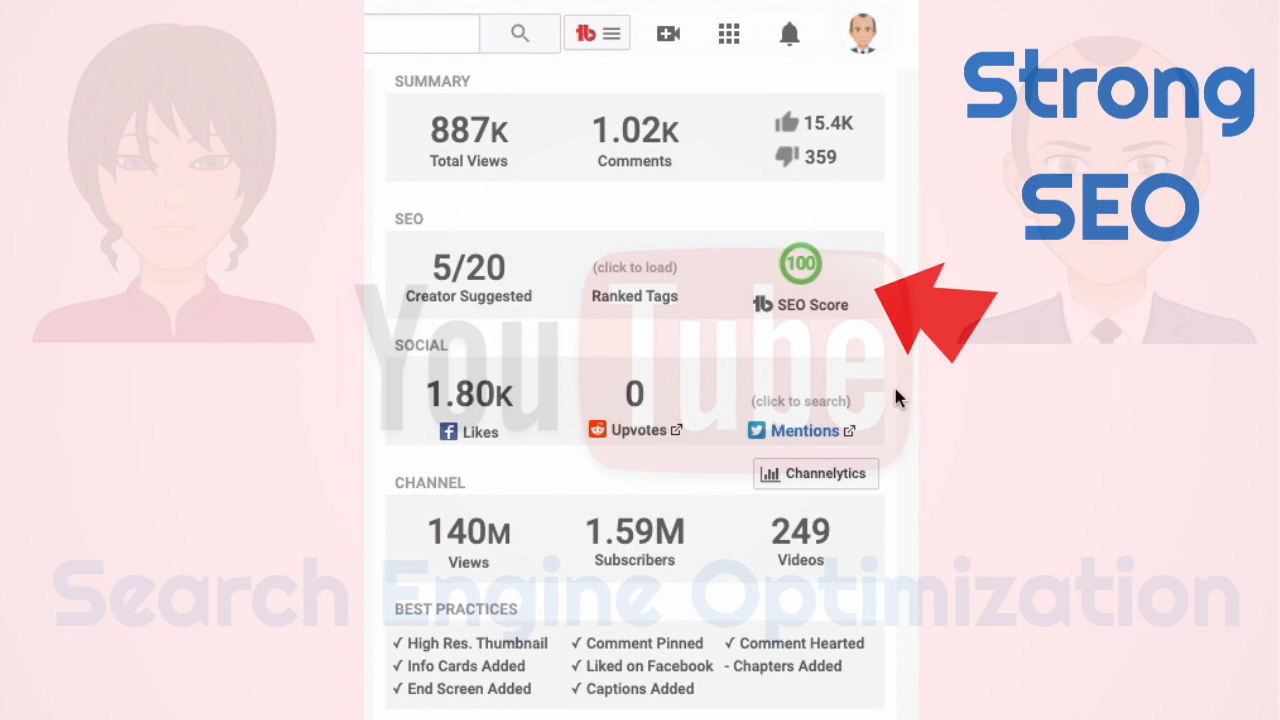 Strong
SEO
SUMMARY
887K 1.02K 15.4K
Total Views Comments 359
SEO
5/20 (click to load) 100
Creator Suggested Ranked Tags tb SEO Score
YouTube
SOCIAL
1.80K 0 (click to search)
f Likes Upvotes Mentions
Channelytics
CHANNEL
140M 1.59M 249
Views Subscribers Videos
Search Engine Optimization
BEST PRACTICES
✓ High Res. Thumbnail ✓ Comment Pinned ✓ Comment Hearted
✓ Info Cards Added ✓ Liked on Facebook - Chapters Added
✓ End Screen Added ✓ Captions Added